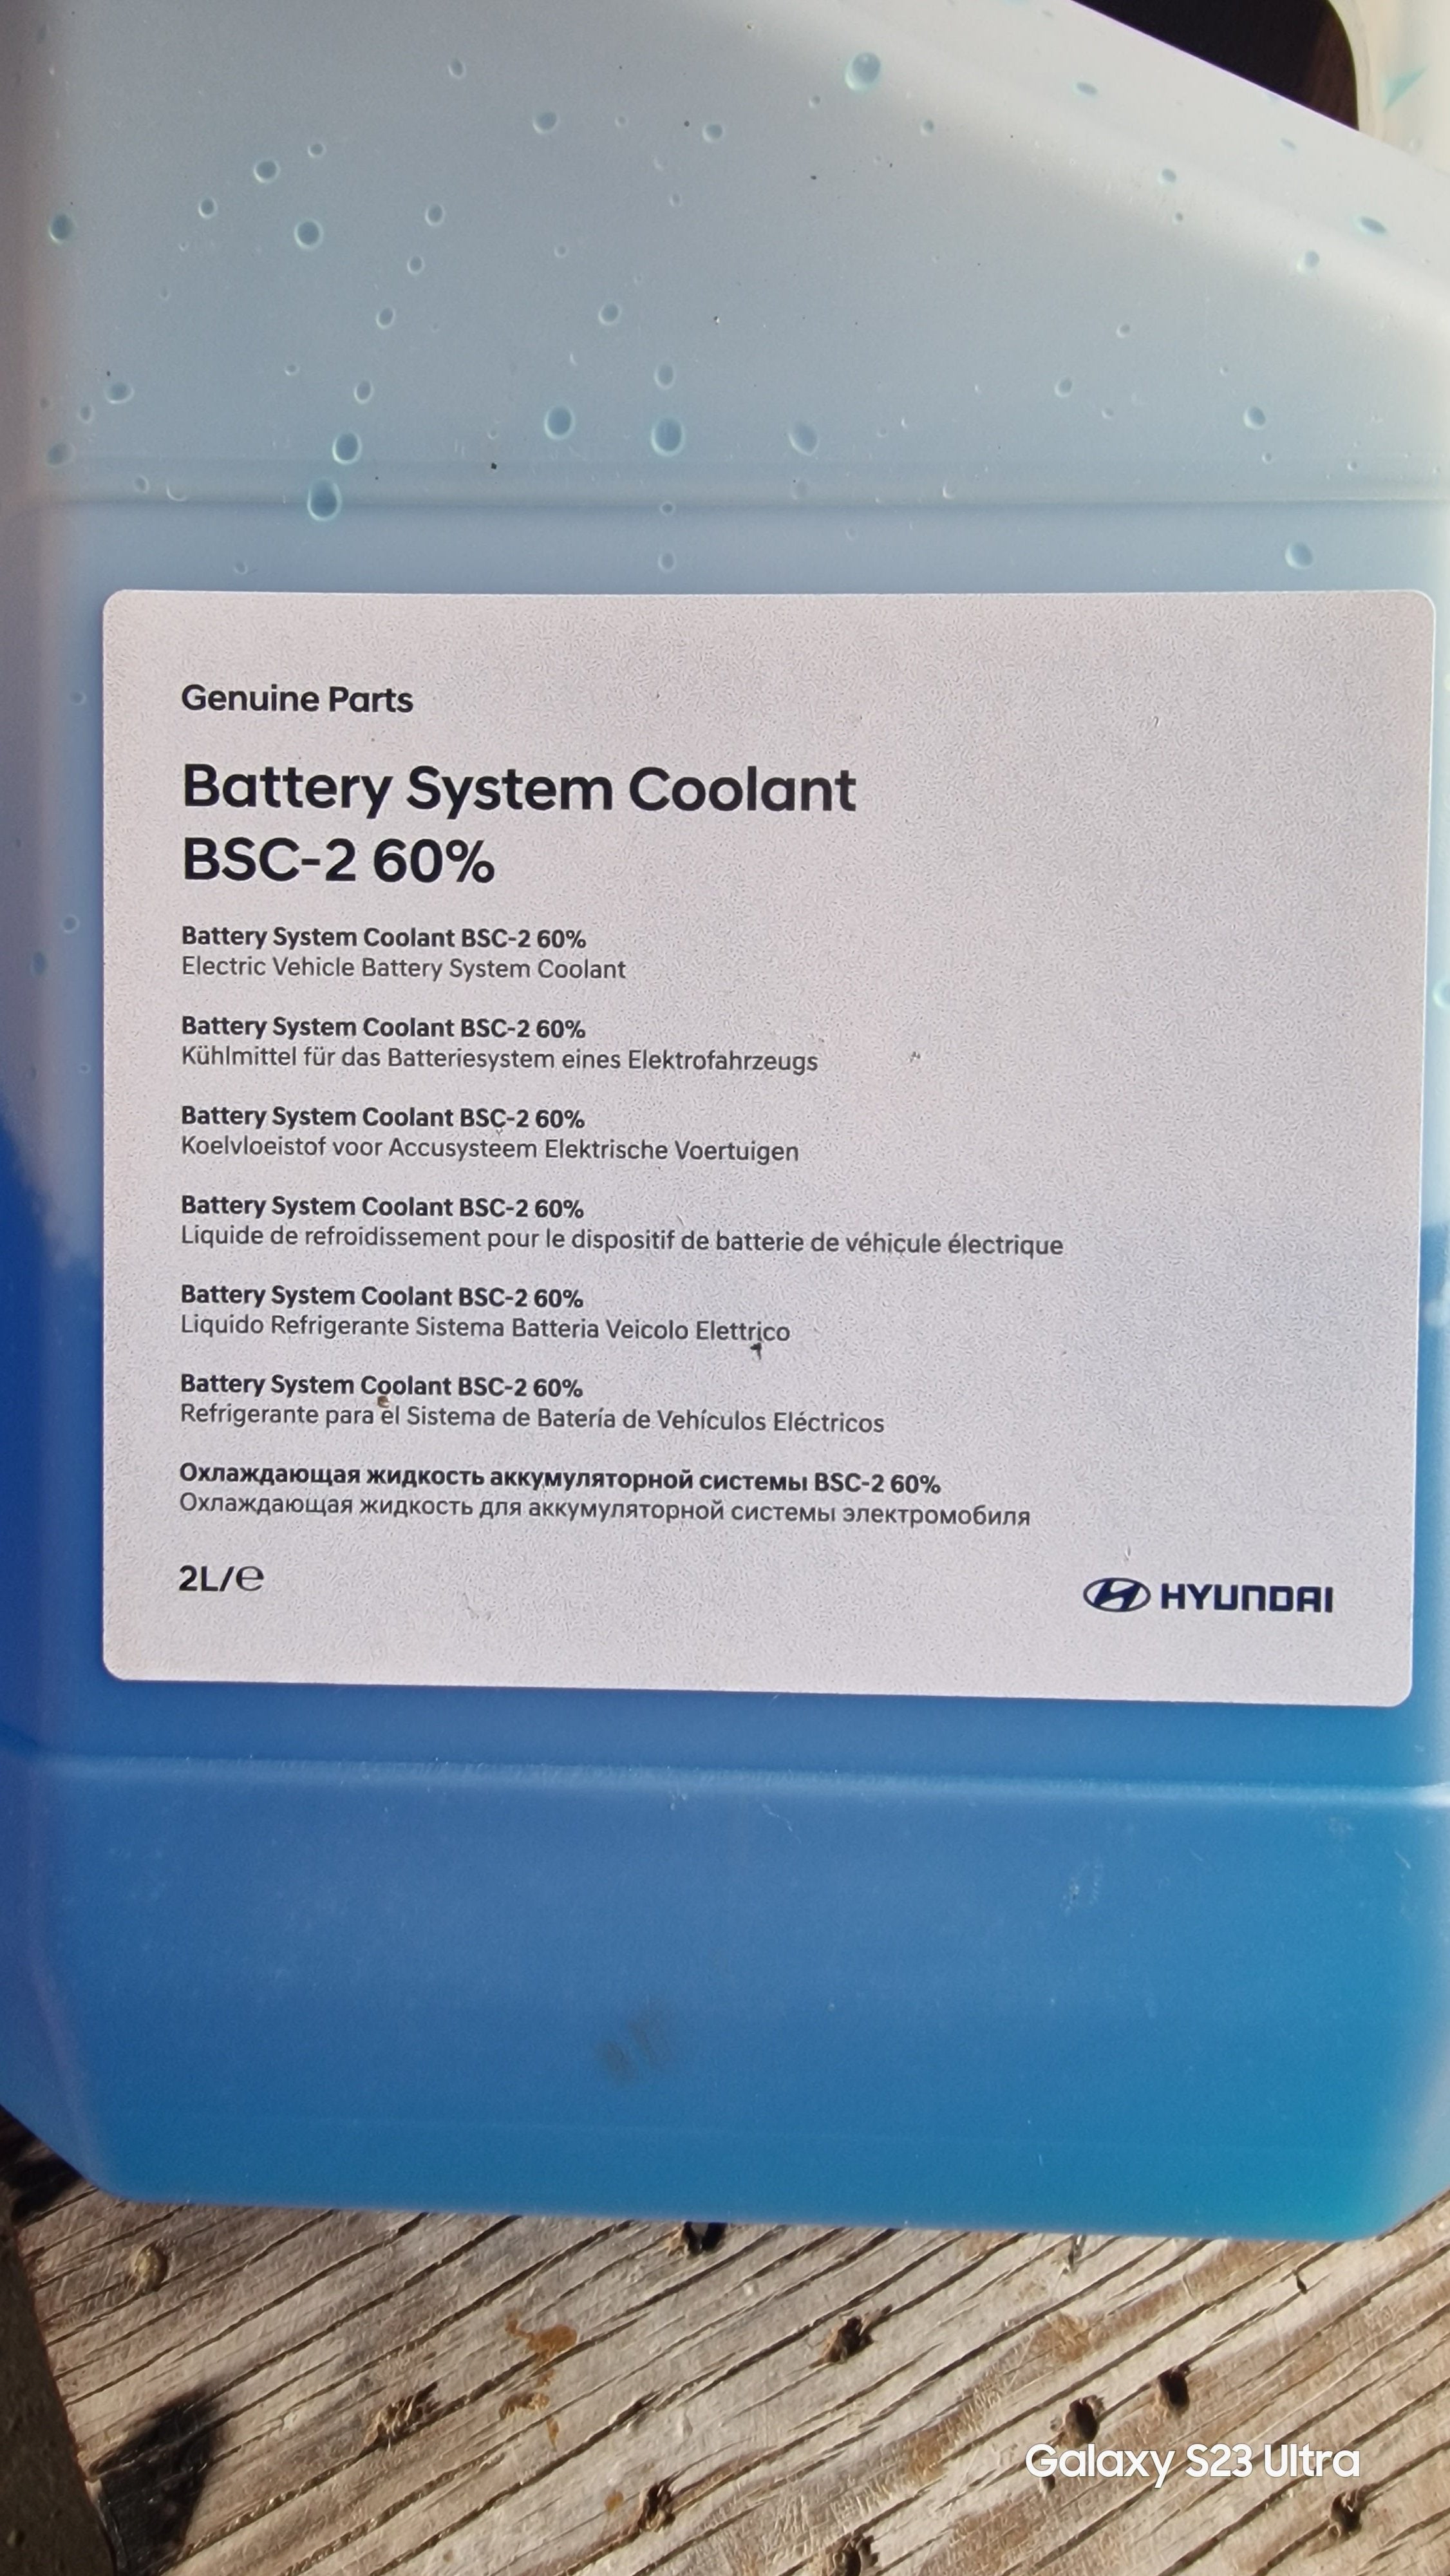 Genuine Parts
Battery System Coolant
BSC-2 60%
Battery System Coolant BSC-2 60%
Electric Vehicle Battery System Coolant
Battery System Coolant BSC-2 60%
Kühlmittel für das Batteriesystem eines Elektrofahrzeugs
Battery System Coolant BSC-2 60%
Koelvloeistof voor Accusysteem Elektrische Voertuigen
Battery System Coolant BSC-2 60%
Liquide de refroidissement pour le dispositif de batterie de véhicule électrique
Battery System Coolant BSC-2 60%
Liquido Refrigerante Sistema Batteria Veicolo Elettrico
Battery System Coolant BSC-2 60%
Refrigerante para el Sistema de Batería de Vehículos Eléctricos
Охлаждающая жидкость аккумуляторной системы BSC-2 60%
Охлаждающая жидкость для аккумуляторной системы электромобиля
2L/℮
HYUNDAI
Galaxy S23 Ultra